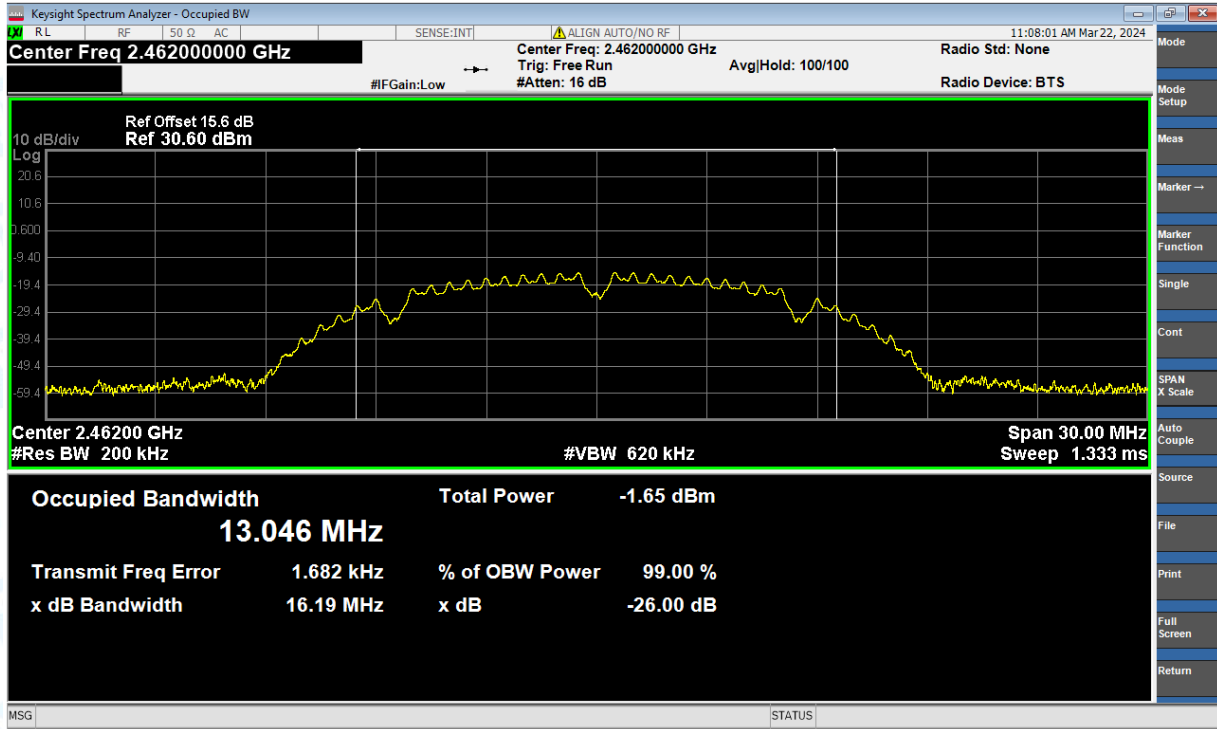 Keysight Spectrum Analyzer - Occupied BW
LXI RL RF 50 Ω AC SENSE:INT ALIGN AUTO/NO RF 11:08:01 AM Mar 22, 2024
Center Freq 2.462000000 GHz
Center Freq: 2.462000000 GHz Radio Std: None
Trig: Free Run Avg|Hold: 100/100
#IFGain:Low #Atten: 16 dB Radio Device: BTS
Ref Offset 15.6 dB
10 dB/div Ref 30.60 dBm
Log
20.6
10.6
0.600
-9.40
-19.4
-29.4
-39.4
-49.4
-59.4
Center 2.46200 GHz Span 30.00 MHz
#Res BW 200 kHz #VBW 620 kHz Sweep 1.333 ms
Occupied Bandwidth Total Power -1.65 dBm
13.046 MHz
Transmit Freq Error 1.682 kHz % of OBW Power 99.00 %
x dB Bandwidth 16.19 MHz x dB -26.00 dB
MSG STATUS
Mode
Mode
Setup
Meas
Marker →
Marker
Function
Single
Cont
SPAN
X Scale
Auto
Couple
Source
File
Print
Full
Screen
Return